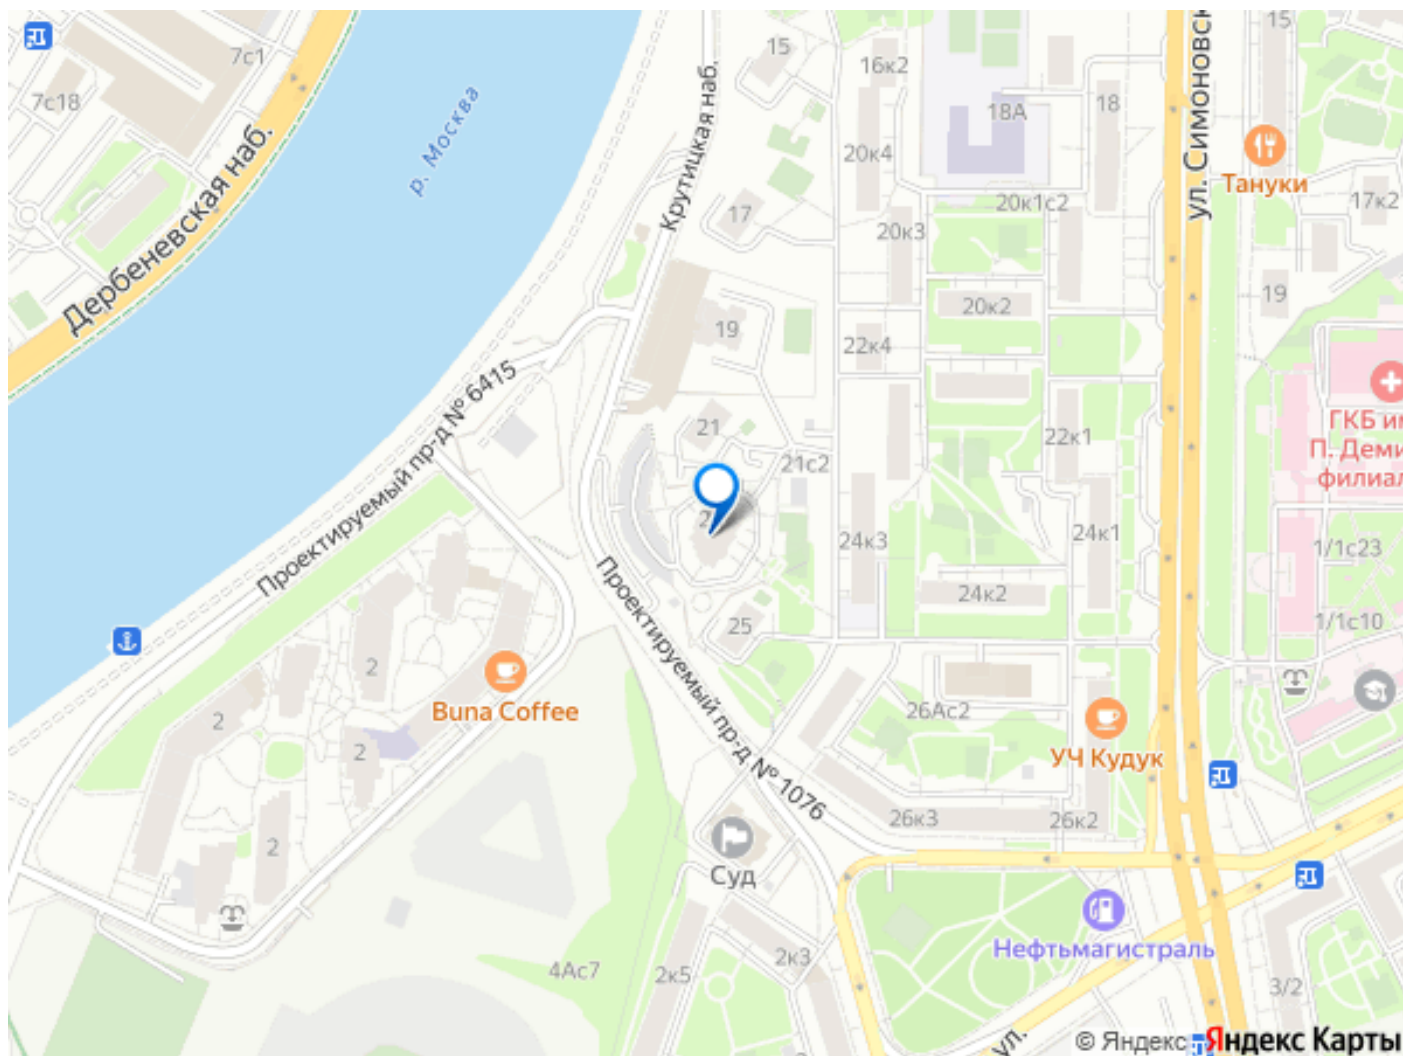 7с1
7с18
Дербеневская наб.
р. Москва
Крутицкая наб.
15
16к2
18А
18
15
ул. Симоновск
Тануки
17к2
20к4
20к1с2
17
20к3
19
20к2
19
22к4
Проектируемый пр-д № 6415
21
22к1
ГКБ им
П. Деми
филиал
21с2
2
24к3
24к1
1/1с23
24к2
1/1с10
25
Проектируемый пр-д № 1076
2
2
Buna Coffee
2
26Ас2
УЧ Кудук
26к3
26к2
2
Суд
Нефтьмагистраль
4Ас7
2к5
2к3
3/2
ул.
© Яндекс Яндекс Карты